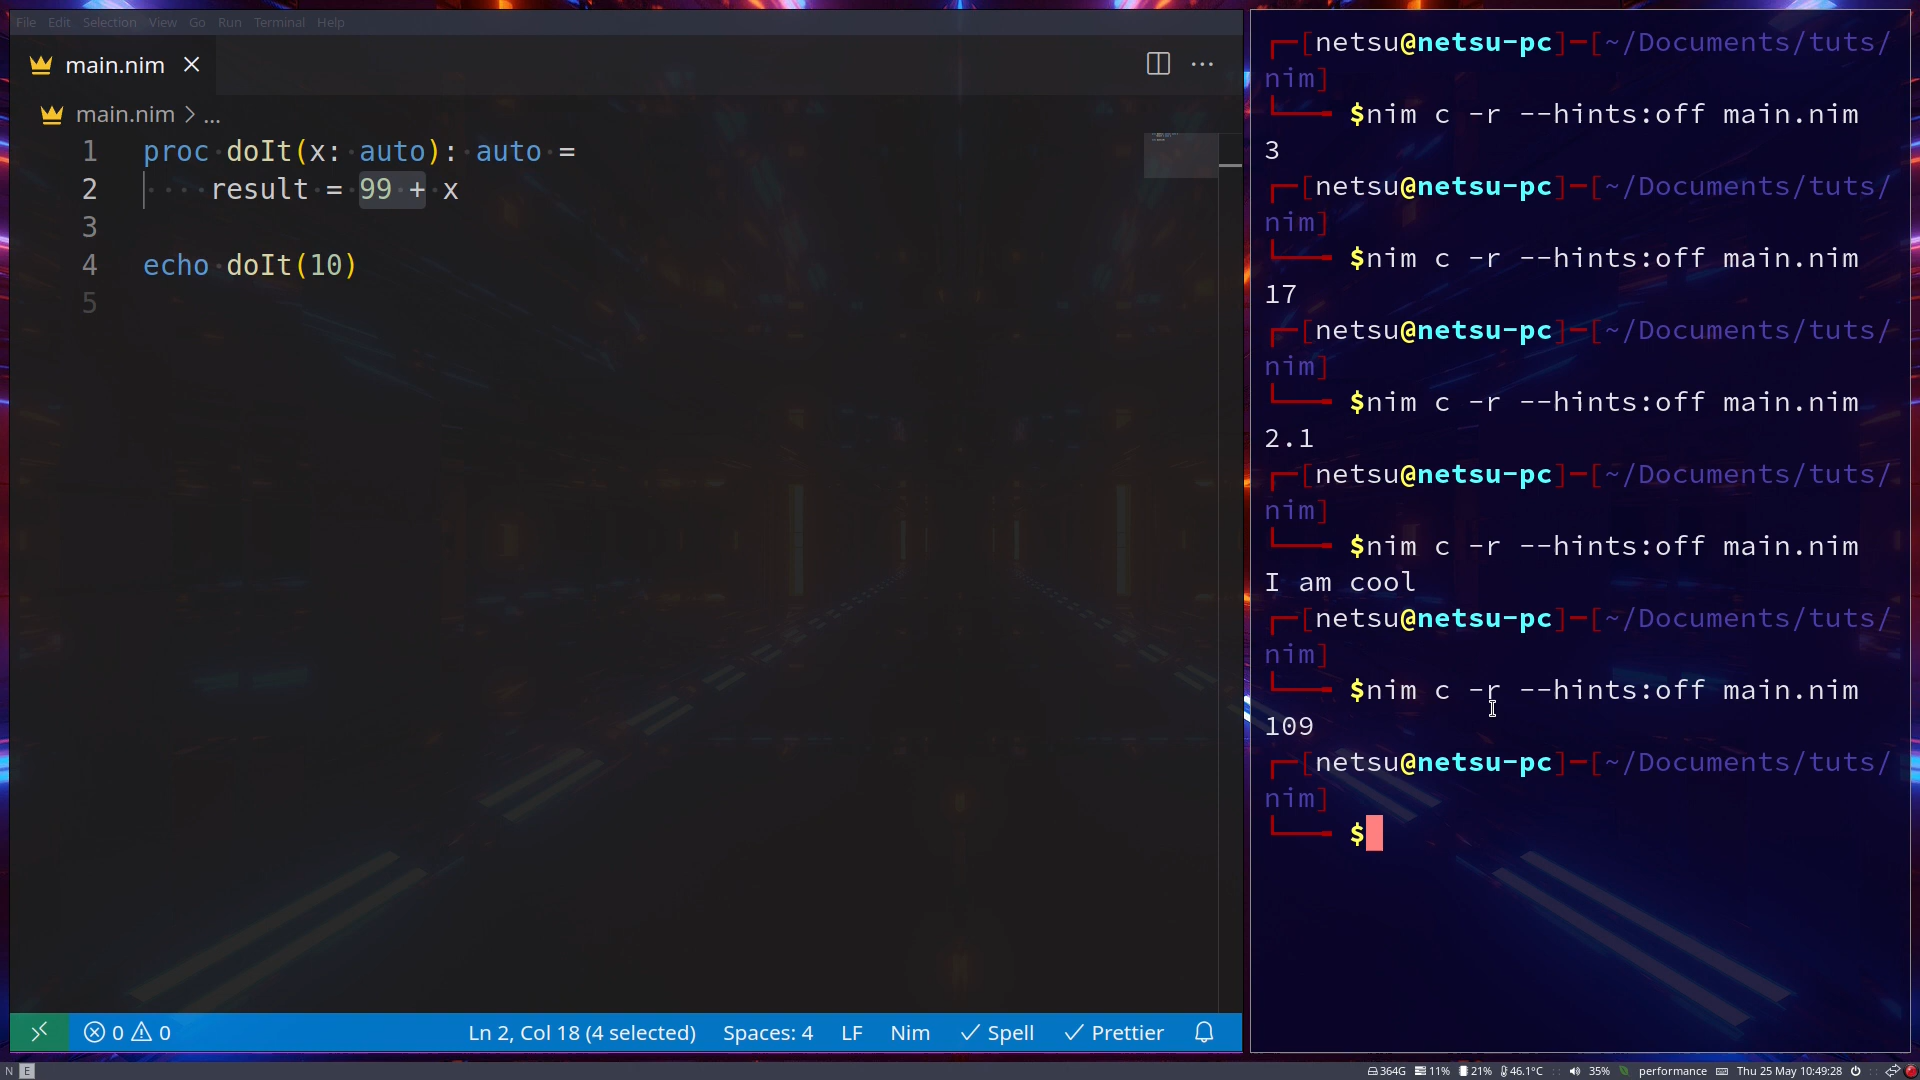 File Edit Selection View Go Run Terminal Help
main.nim
main.nim > ...
1 proc doIt(x: auto): auto =
2 result = 99 + x
3
4 echo doIt(10)
5
Ln 2, Col 18 (4 selected) Spaces: 4 LF Nim Spell Prettier
0 0
[netsu@netsu-pc]─[~/Documents/tuts/
nim]
$nim c -r --hints:off main.nim
3
[netsu@netsu-pc]─[~/Documents/tuts/
nim]
$nim c -r --hints:off main.nim
17
[netsu@netsu-pc]─[~/Documents/tuts/
nim]
$nim c -r --hints:off main.nim
2.1
[netsu@netsu-pc]─[~/Documents/tuts/
nim]
$nim c -r --hints:off main.nim
I am cool
[netsu@netsu-pc]─[~/Documents/tuts/
nim]
$nim c -r --hints:off main.nim
109
[netsu@netsu-pc]─[~/Documents/tuts/
nim]
$
N E 364G 11% 21% 46.1°C 35% performance Thu 25 May 10:49:28